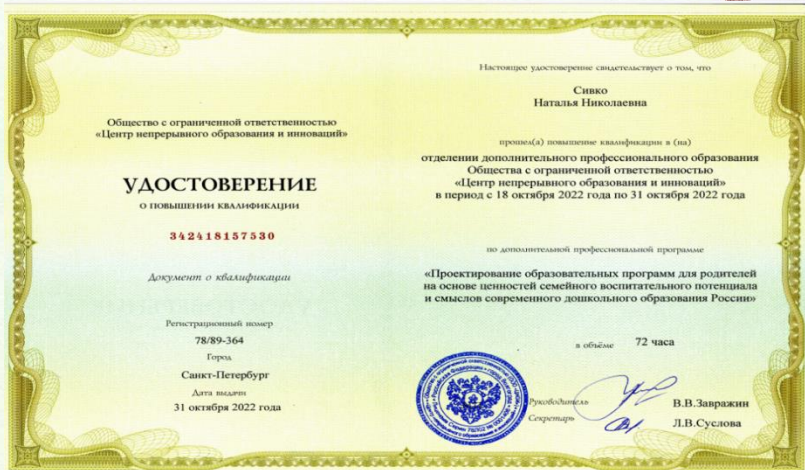 Общество с ограниченной ответственностью
«Центр непрерывного образования и инноваций»
УДОСТОВЕРЕНИЕ
О ПОВЫШЕНИИ КВАЛИФИКАЦИИ
342418157530
Документ о квалификации
Регистрационный номер
78/89-364
Город
Санкт-Петербург
Дата выдачи
31 октября 2022 года
Настоящее удостоверение свидетельствует о том, что
Сивко
Наталья Николаевна
прошел(а) повышение квалификации в (на)
отделении дополнительного профессионального образования
Общества с ограниченной ответственностью
«Центр непрерывного образования и инноваций»
в период с 18 октября 2022 года по 31 октября 2022 года
по дополнительной профессиональной программе
«Проектирование образовательных программ для родителей
на основе ценностей семейного воспитательного потенциала
и смыслов современного дошкольного образования России»
в объёме 72 часа
Руководитель В.В.Завражин
Секретарь Л.В.Суслова